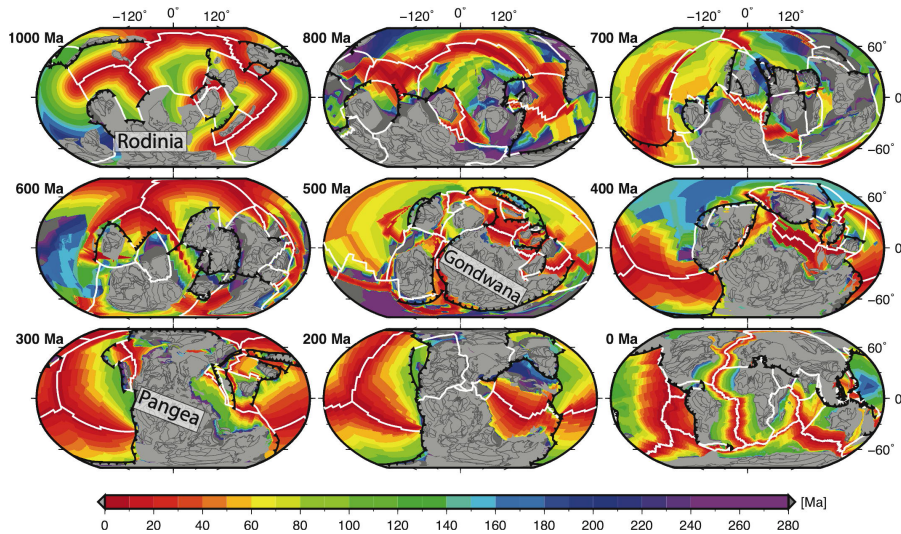 -120° 0° 120° -120° 0° 120° -120° 0° 120°
1000 Ma 800 Ma 700 Ma
60°
0°
Rodinia
-60°
600 Ma 500 Ma 400 Ma
60°
0°
Gondwana
-60°
300 Ma 200 Ma 0 Ma
60°
Pangea
0°
-60°
[Ma]
0 20 40 60 80 100 120 140 160 180 200 220 240 260 280